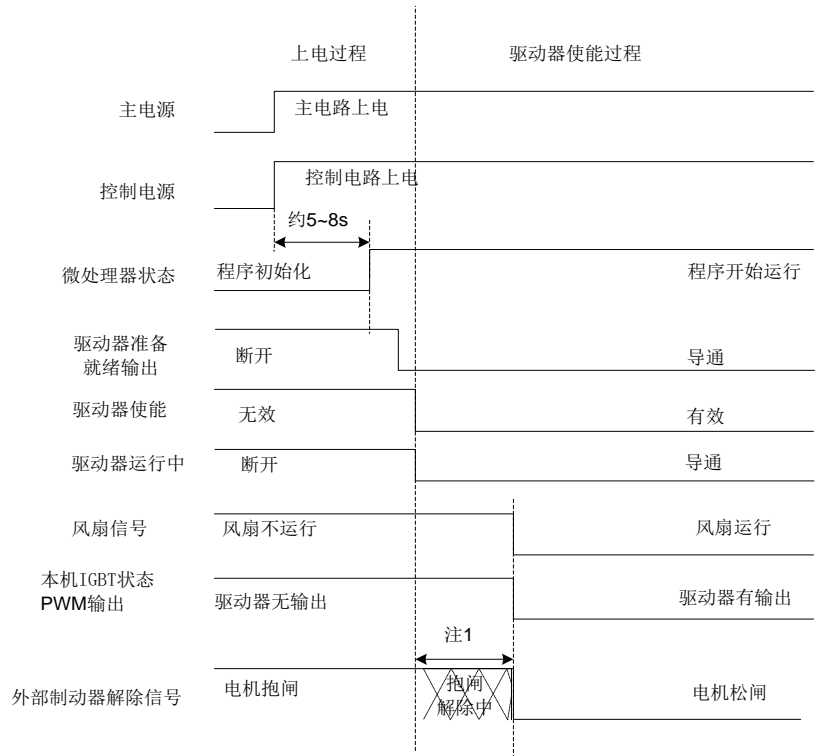 上电过程 驱动器使能过程
主电源 主电路上电
控制电源 控制电路上电
约5~8s
微处理器状态 程序初始化 程序开始运行
驱动器准备
就绪输出 断开 导通
驱动器使能 无效 有效
驱动器运行中 断开 导通
风扇信号 风扇不运行 风扇运行
本机IGBT状态
PWM输出 驱动器无输出 驱动器有输出
注1
外部制动器解除信号 电机抱闸 抱闸
解除中 电机松闸